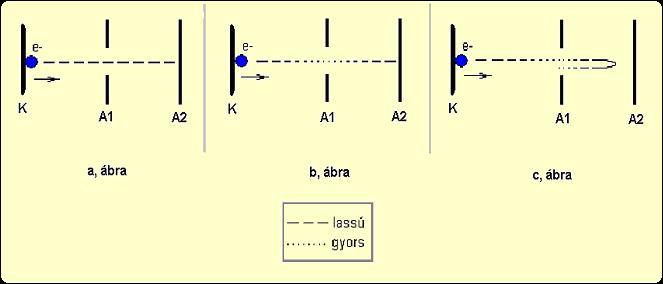 e- e- e-
K A1 A2 K A1 A2 K A1 A2
a, ábra b, ábra c, ábra
lassú
gyors